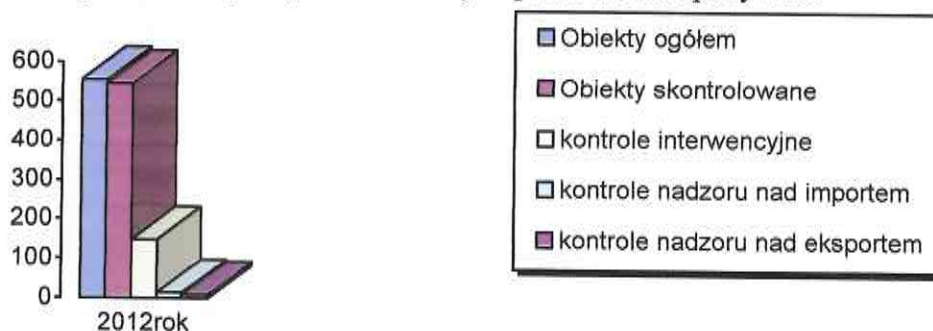 600
500
400
300
200
100
0
2012rok
Obiekty ogółem
Obiekty skontrolowane
kontrole interwencyjne
kontrole nadzoru nad importem
kontrole nadzoru nad eksportem